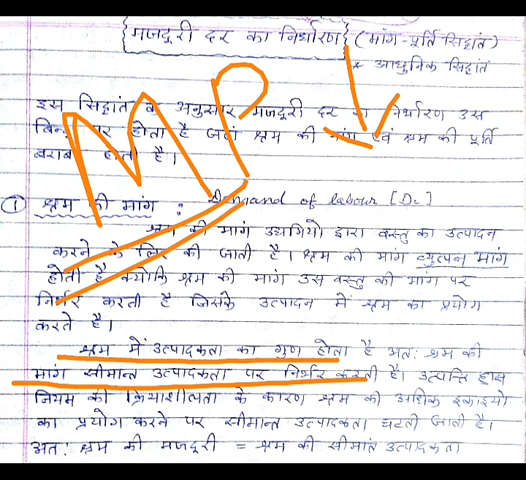 {मजदूरी दर का निर्धारण} (मांग-पूर्ति सिद्दांत)
* आधुनिक सिद्दांत
इस सिद्दांत के अनुसार मजदूरी दर का निर्धारण उस
बिन्दु पर होता है जहां श्रम की मांग एवं श्रम की पूर्ति
बराबर होती है।
① श्रम की मांग : Demand of labour [DL]
श्रम की मांग उद्यमियो द्वारा वस्तु का उत्पादन
करने के लिए की जाती है। श्रम की मांग व्युत्पन मांग
होती है क्योकि श्रम की मांग उस वस्तु की मांग पर
निर्भर करती है जिसके उत्पादन में श्रम का प्रयोग
करते है।
श्रम में उत्पादकता का गुण होता है अत: श्रम की
मांग सीमान्त उत्पादकता पर निर्भर करती है। उत्पत्ति ह्रास
नियम की क्रियाशीलता के कारण श्रम की अधिक इकाइयो
का प्रयोग करने पर सीमान्त उत्पादकता घटती जाती है।
अत: श्रम की मजदूरी = श्रम की सीमांत उत्पादकता